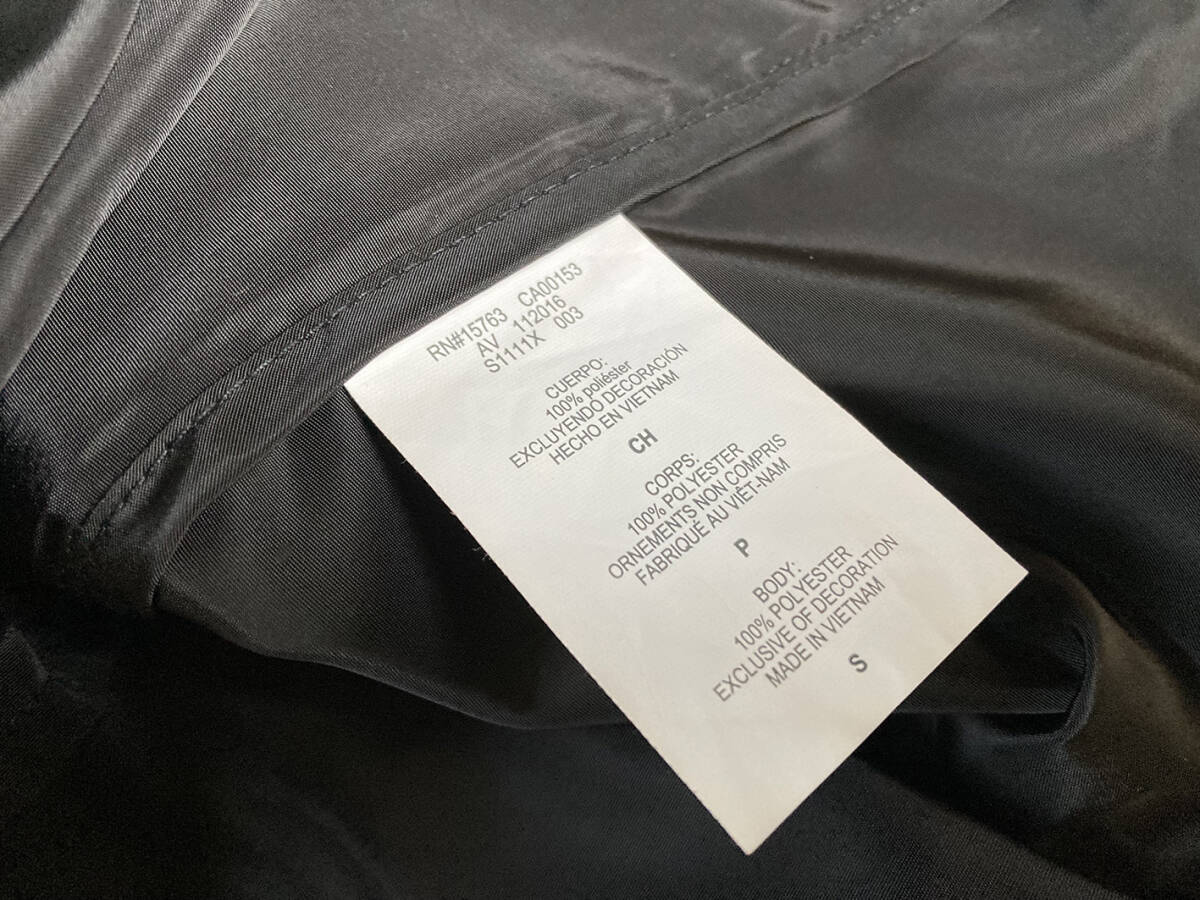 RN#15763 CA00153
AV 112016
S1111X 003
CUERPO:
100% poliéster
EXCLUYENDO DECORACIÓN
HECHO EN VIETNAM
CH
CORPS:
100% POLYESTER
ORNEMENTS NON COMPRIS
FABRIQUÉ AU VIÊT-NAM
P
BODY:
100% POLYESTER
EXCLUSIVE OF DECORATION
MADE IN VIETNAM
S